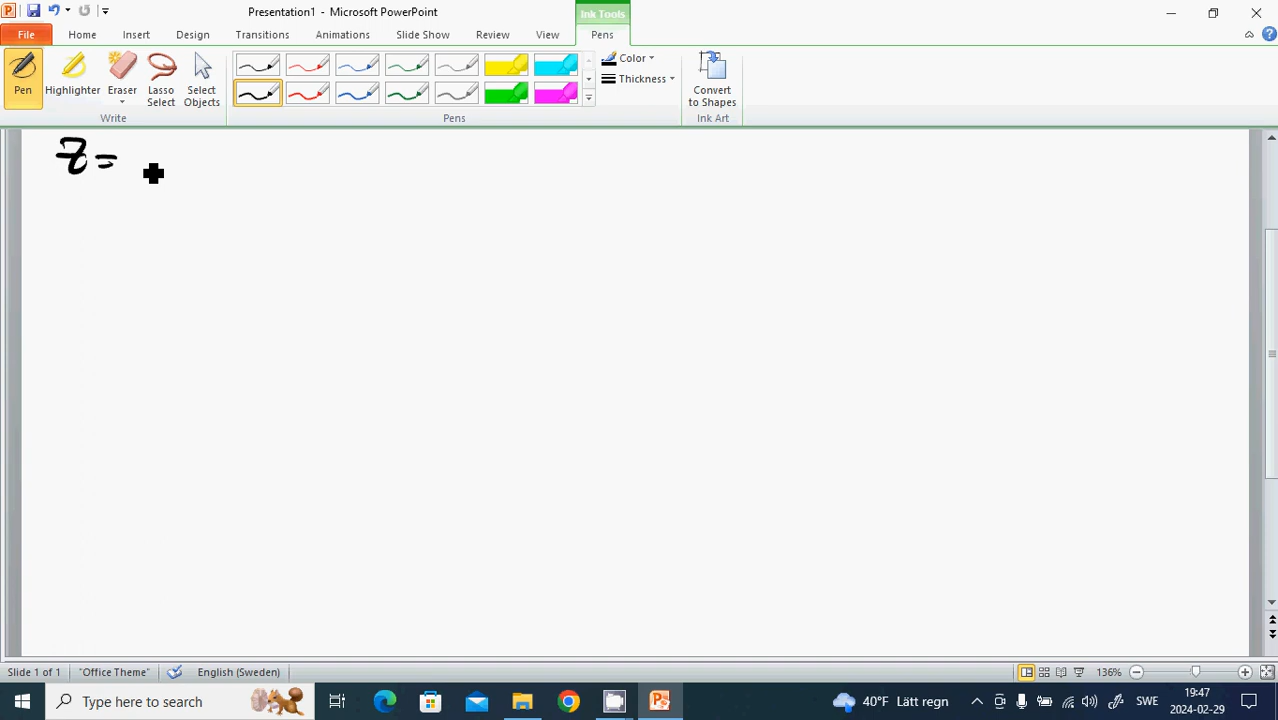 Presentation1 - Microsoft PowerPoint
Ink Tools
File Home Insert Design Transitions Animations Slide Show Review View Pens
Pen Highlighter Eraser Lasso Select Select Objects
Color
Thickness
Convert to Shapes
Write Pens Ink Art
z =
Slide 1 of 1 "Office Theme" English (Sweden) 136%
Type here to search 40°F Lätt regn SWE 19:47
2024-02-29